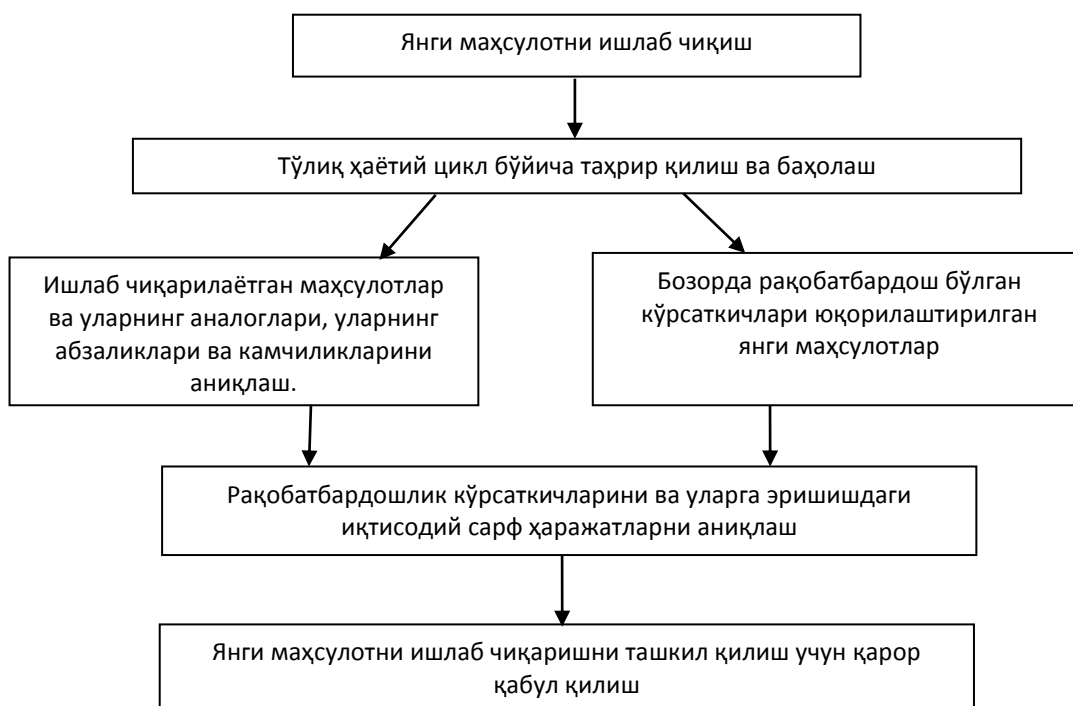 Янги маҳсулотни ишлаб чиқиш
Тўлиқ ҳаётий цикл бўйича таҳрир қилиш ва баҳолаш
Ишлаб чиқарилаётган маҳсулотлар
ва уларнинг аналоглари, уларнинг
абзаликлари ва камчиликларини
аниқлаш.
Бозорда рақобатбардош бўлган
кўрсаткичлари юқорилаштирилган
янги маҳсулотлар
Рақобатбардошлик кўрсаткичларини ва уларга эришишдаги
иқтисодий сарф ҳаражатларни аниқлаш
Янги маҳсулотни ишлаб чиқаришни ташкил қилиш учун қарор
қабул қилиш